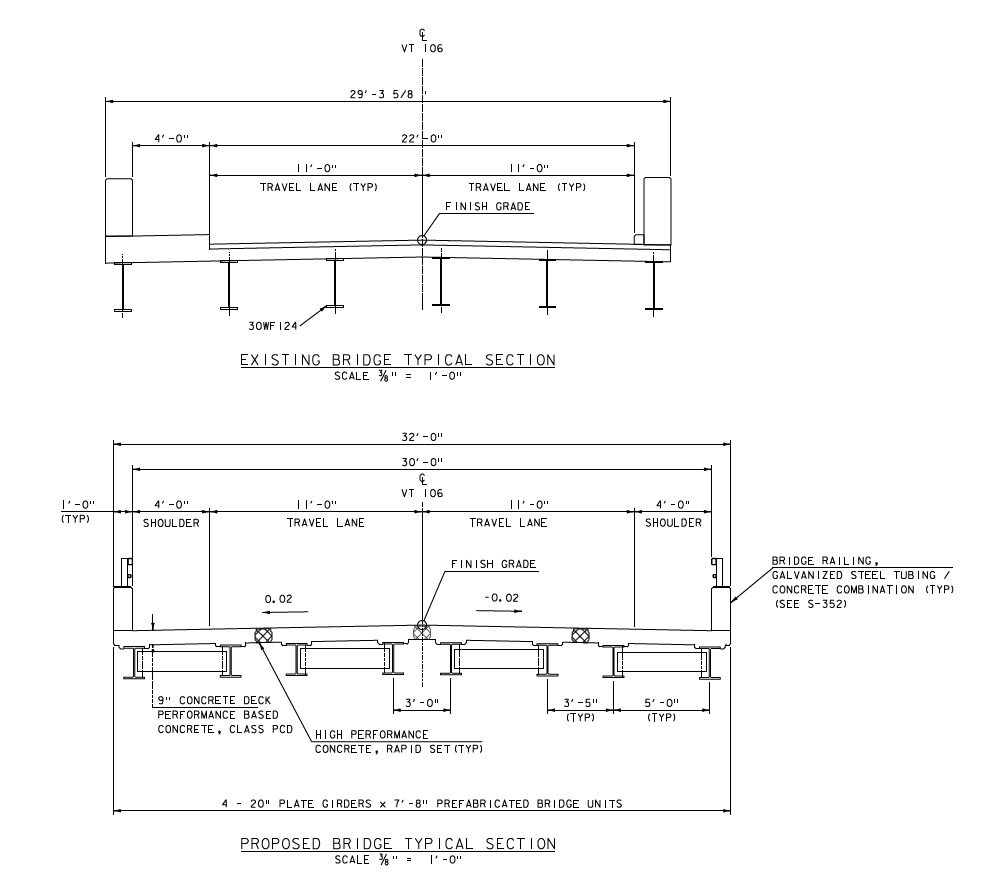 ℄
VT 106
29'-3 5/8"
4'-0"
22'-0"
11'-0"
11'-0"
TRAVEL LANE (TYP)
TRAVEL LANE (TYP)
FINISH GRADE
30WF124
EXISTING BRIDGE TYPICAL SECTION
SCALE ⅜" = 1'-0"
32'-0"
30'-0"
℄
VT 106
1'-0"
(TYP)
4'-0"
SHOULDER
11'-0"
TRAVEL LANE
11'-0"
TRAVEL LANE
4'-0"
SHOULDER
FINISH GRADE
0.02
-0.02
BRIDGE RAILING,
GALVANIZED STEEL TUBING /
CONCRETE COMBINATION (TYP)
(SEE S-352)
9" CONCRETE DECK
PERFORMANCE BASED
CONCRETE, CLASS PCD
3'-0"
3'-5"
(TYP)
5'-0"
(TYP)
HIGH PERFORMANCE
CONCRETE, RAPID SET (TYP)
4 - 20" PLATE GIRDERS x 7'-8" PREFABRICATED BRIDGE UNITS
PROPOSED BRIDGE TYPICAL SECTION
SCALE ⅜" = 1'-0"